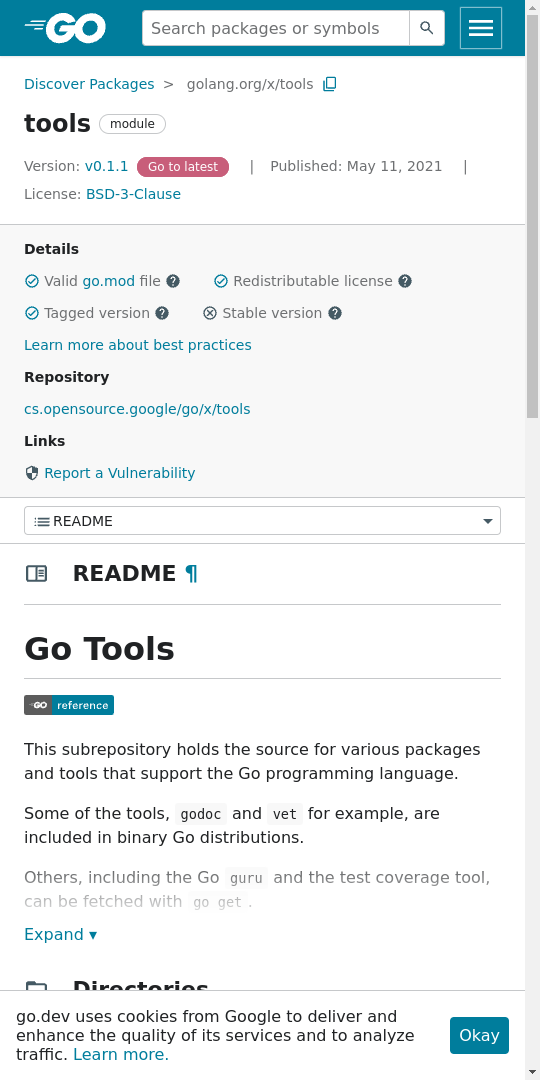 GO
Search packages or symbols
Discover Packages > golang.org/x/tools
tools module
Version: v0.1.1 Go to latest | Published: May 11, 2021 |
License: BSD-3-Clause
Details
Valid go.mod file Redistributable license
Tagged version Stable version
Learn more about best practices
Repository
cs.opensource.google/go/x/tools
Links
Report a Vulnerability
README
README ¶
Go Tools
GO reference
This subrepository holds the source for various packages
and tools that support the Go programming language.
Some of the tools, godoc and vet for example, are
included in binary Go distributions.
Others, including the Go guru and the test coverage tool,
can be fetched with go get .
Expand ▾
Directories
go.dev uses cookies from Google to deliver and
enhance the quality of its services and to analyze
traffic. Learn more.
Okay